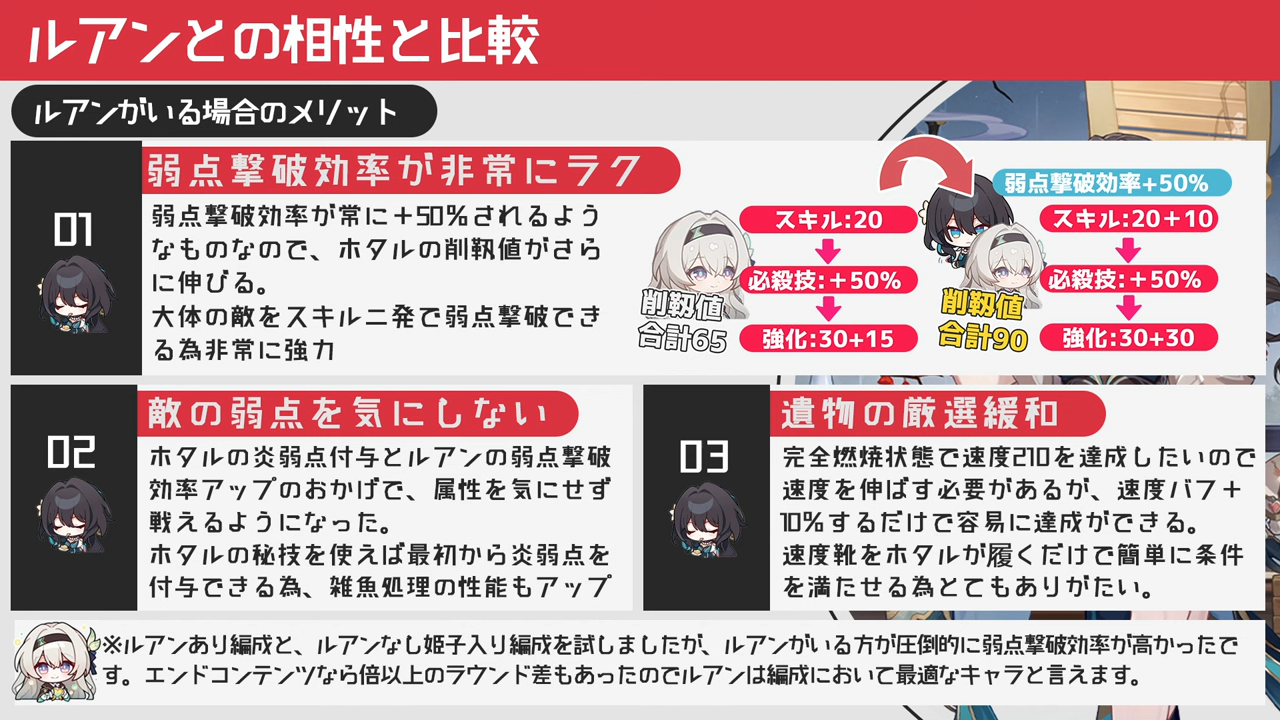 ルアンとの相性と比較
ルアンがいる場合のメリット
01
弱点撃破効率が非常にラク
弱点撃破効率が常に＋50％されるよう
なものなので、ホタルの削靱値がさら
に伸びる。
大体の敵をスキル二発で弱点撃破でき
る為非常に強力
スキル:20
必殺技:＋50%
強化:30+15
削靱値
合計65
弱点撃破効率+50%
スキル:20＋10
必殺技:＋50%
強化:30+30
削靱値
合計90
02
敵の弱点を気にしない
ホタルの炎弱点付与とルアンの弱点撃破
効率アップのおかげで、属性を気にせず
戦えるようになった。
ホタルの秘技を使えば最初から炎弱点を
付与できる為、雑魚処理の性能もアップ
03
遺物の厳選緩和
完全燃焼状態で速度210を達成したいので
速度を伸ばす必要があるが、速度バフ＋
10％するだけで容易に達成ができる。
速度靴をホタルが履くだけで簡単に条件
を満たせる為とてもありがたい。
※ルアンあり編成と、ルアンなし姫子入り編成を試しましたが、ルアンがいる方が圧倒的に弱点撃破効率が高かったで
す。エンドコンテンツなら倍以上のラウンド差もあったのでルアンは編成において最適なキャラと言えます。